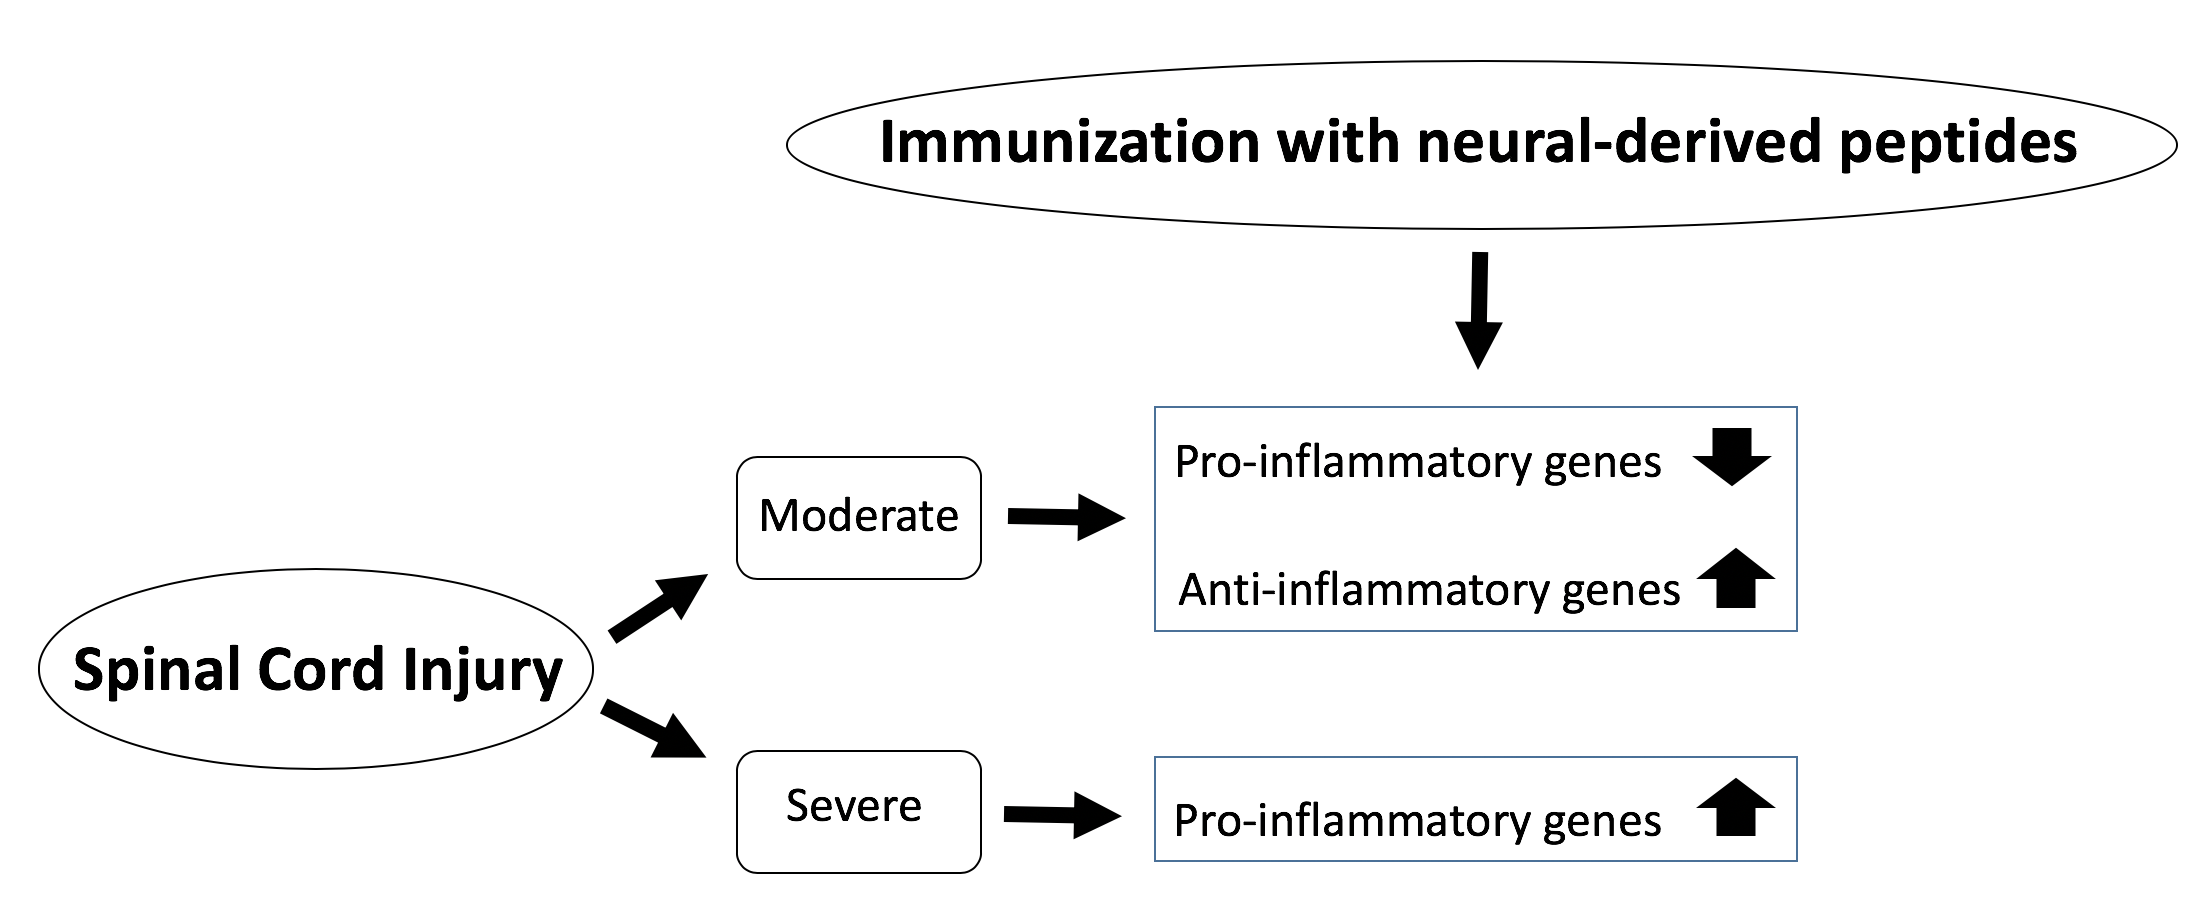 Immunization with neural-derived peptides
Pro-inflammatory genes
Moderate
Anti-inflammatory genes
Spinal Cord Injury
Severe
Pro-inflammatory genes